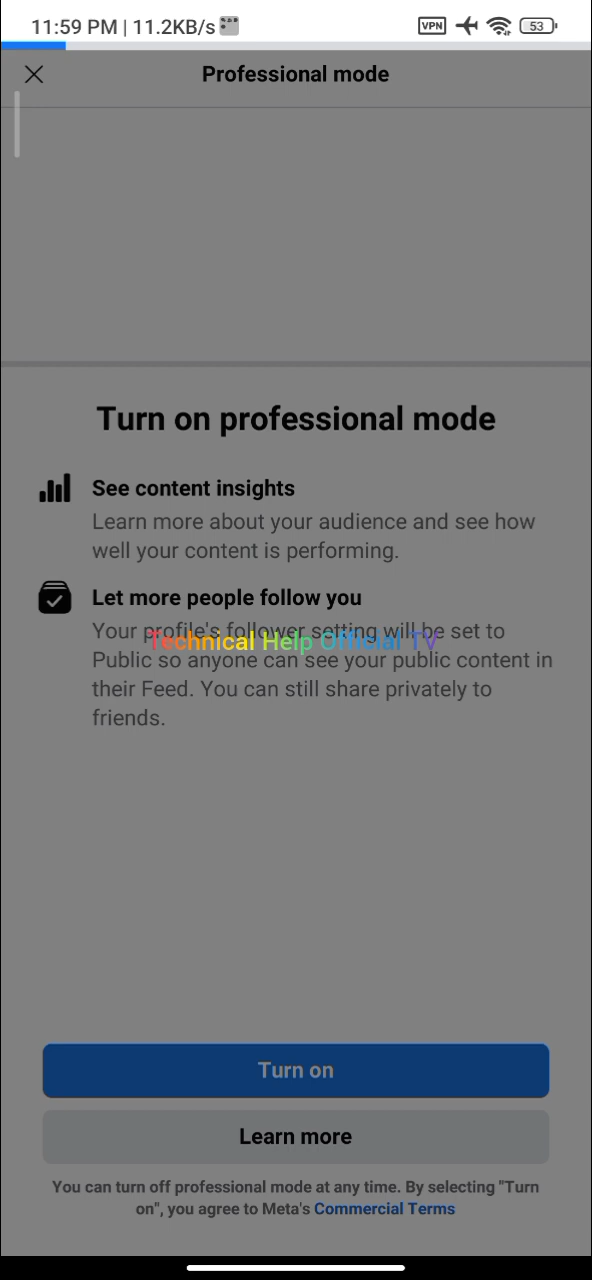 11:59 PM | 11.2KB/s
VPN
53
Professional mode
Turn on professional mode
See content insights
Learn more about your audience and see how
well your content is performing.
Let more people follow you
Your profile's follower setting will be set to
Technical Help Official TV
Public so anyone can see your public content in
their Feed. You can still share privately to
friends.
Turn on
Learn more
You can turn off professional mode at any time. By selecting "Turn
on", you agree to Meta's Commercial Terms